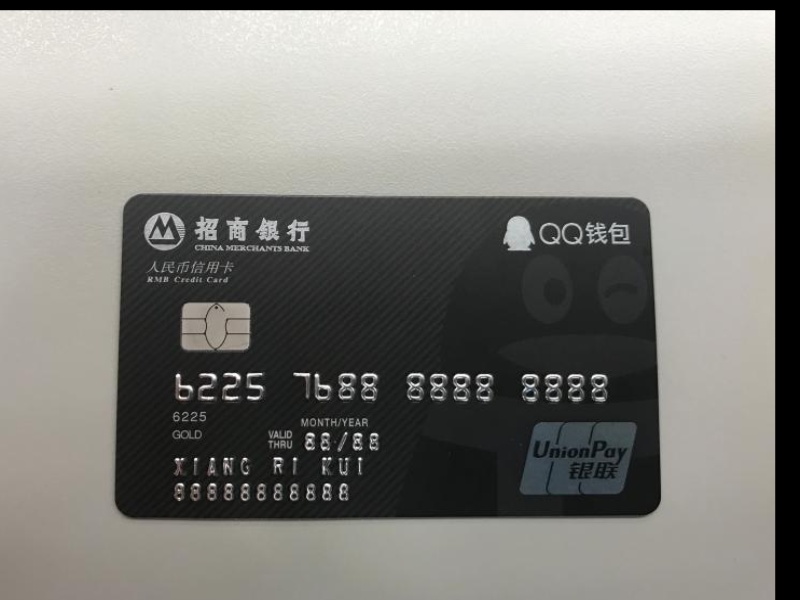 招商银行
CHINA MERCHANTS BANK
QQ钱包
人民币信用卡
RMB Credit Card
6225 7688 8888 8888
6225
MONTH/YEAR
GOLD
VALID THRU 88/88
XIANG RI KUI
88888888888
UnionPay
银联